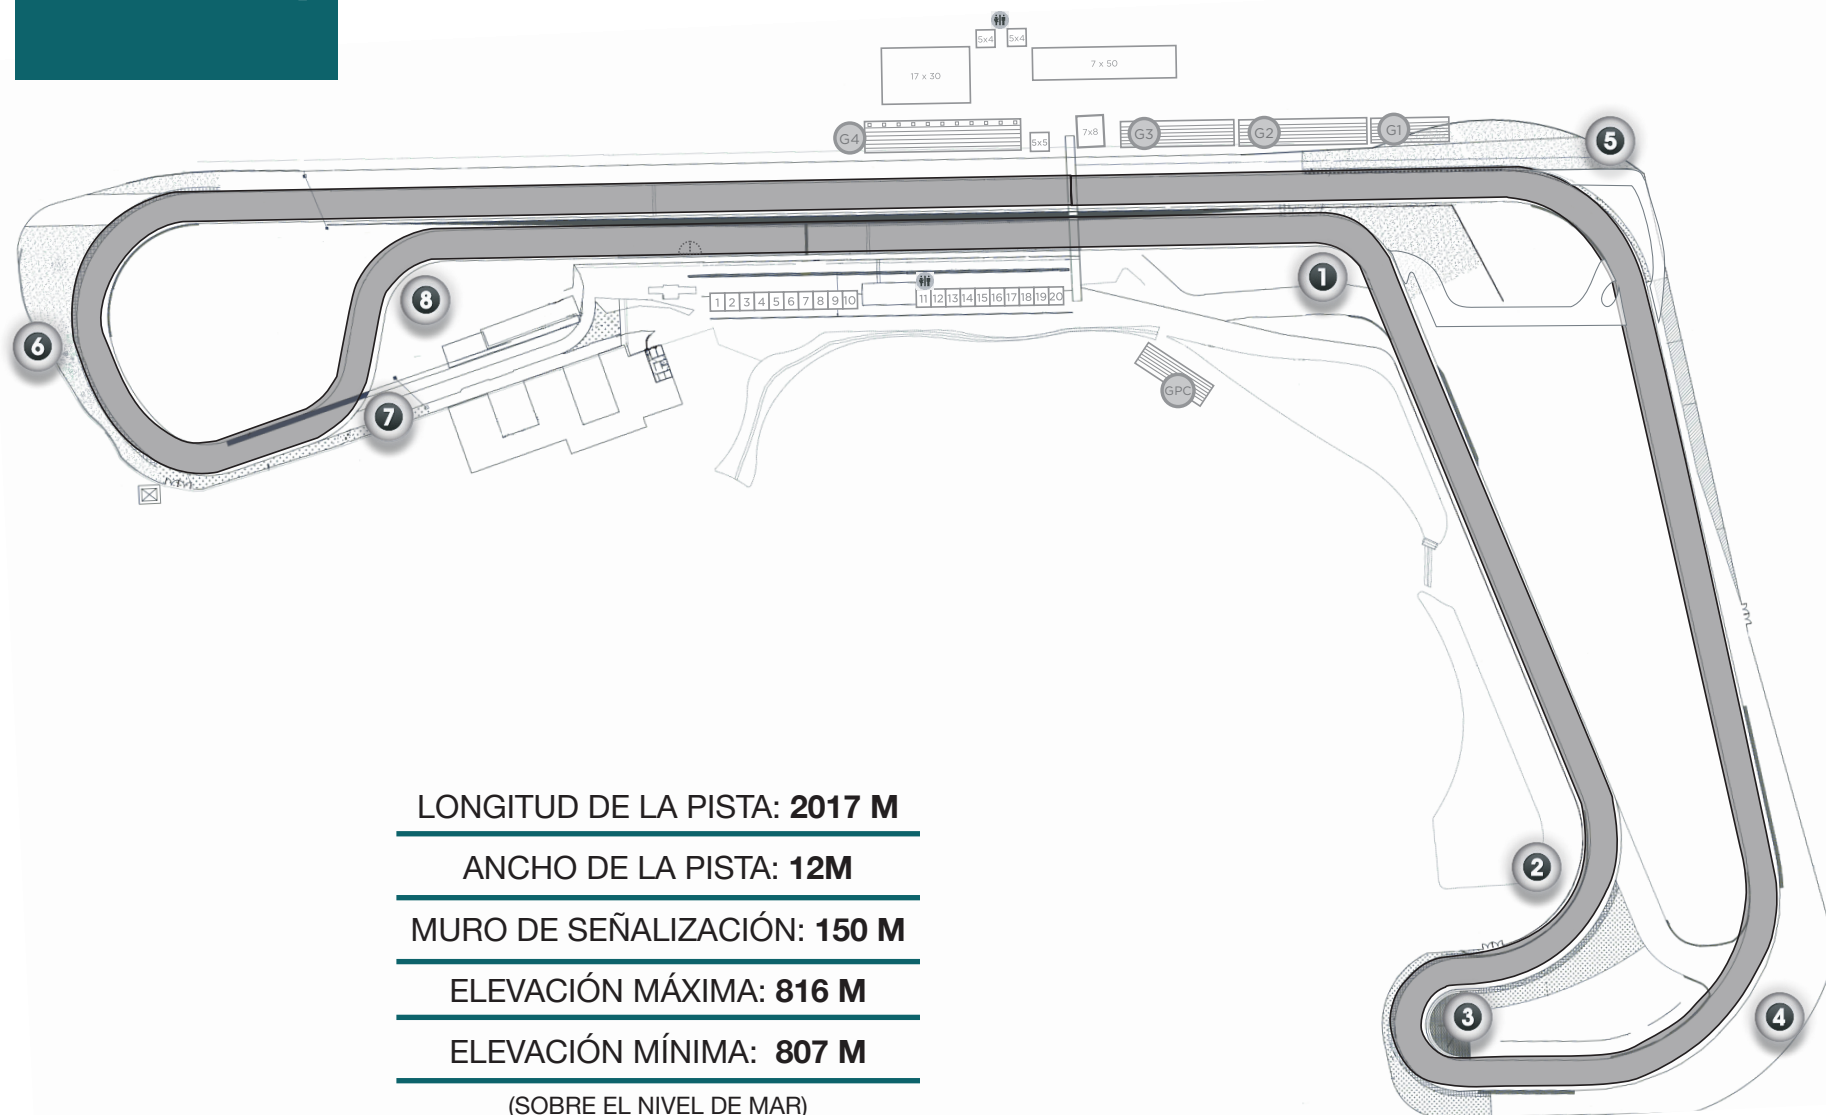 5x4
5x4
17 x 30
7 x 50
G4
5x5
7x8
G3
G2
G1
5
1
8
6
7
1 2 3 4 5 6 7 8 9 10
11 12 13 14 15 16 17 18 19 20
GPC
LONGITUD DE LA PISTA: 2017 M
ANCHO DE LA PISTA: 12M
MURO DE SEÑALIZACIÓN: 150 M
ELEVACIÓN MÁXIMA: 816 M
ELEVACIÓN MÍNIMA: 807 M
(SOBRE EL NIVEL DE MAR)
2
3
4